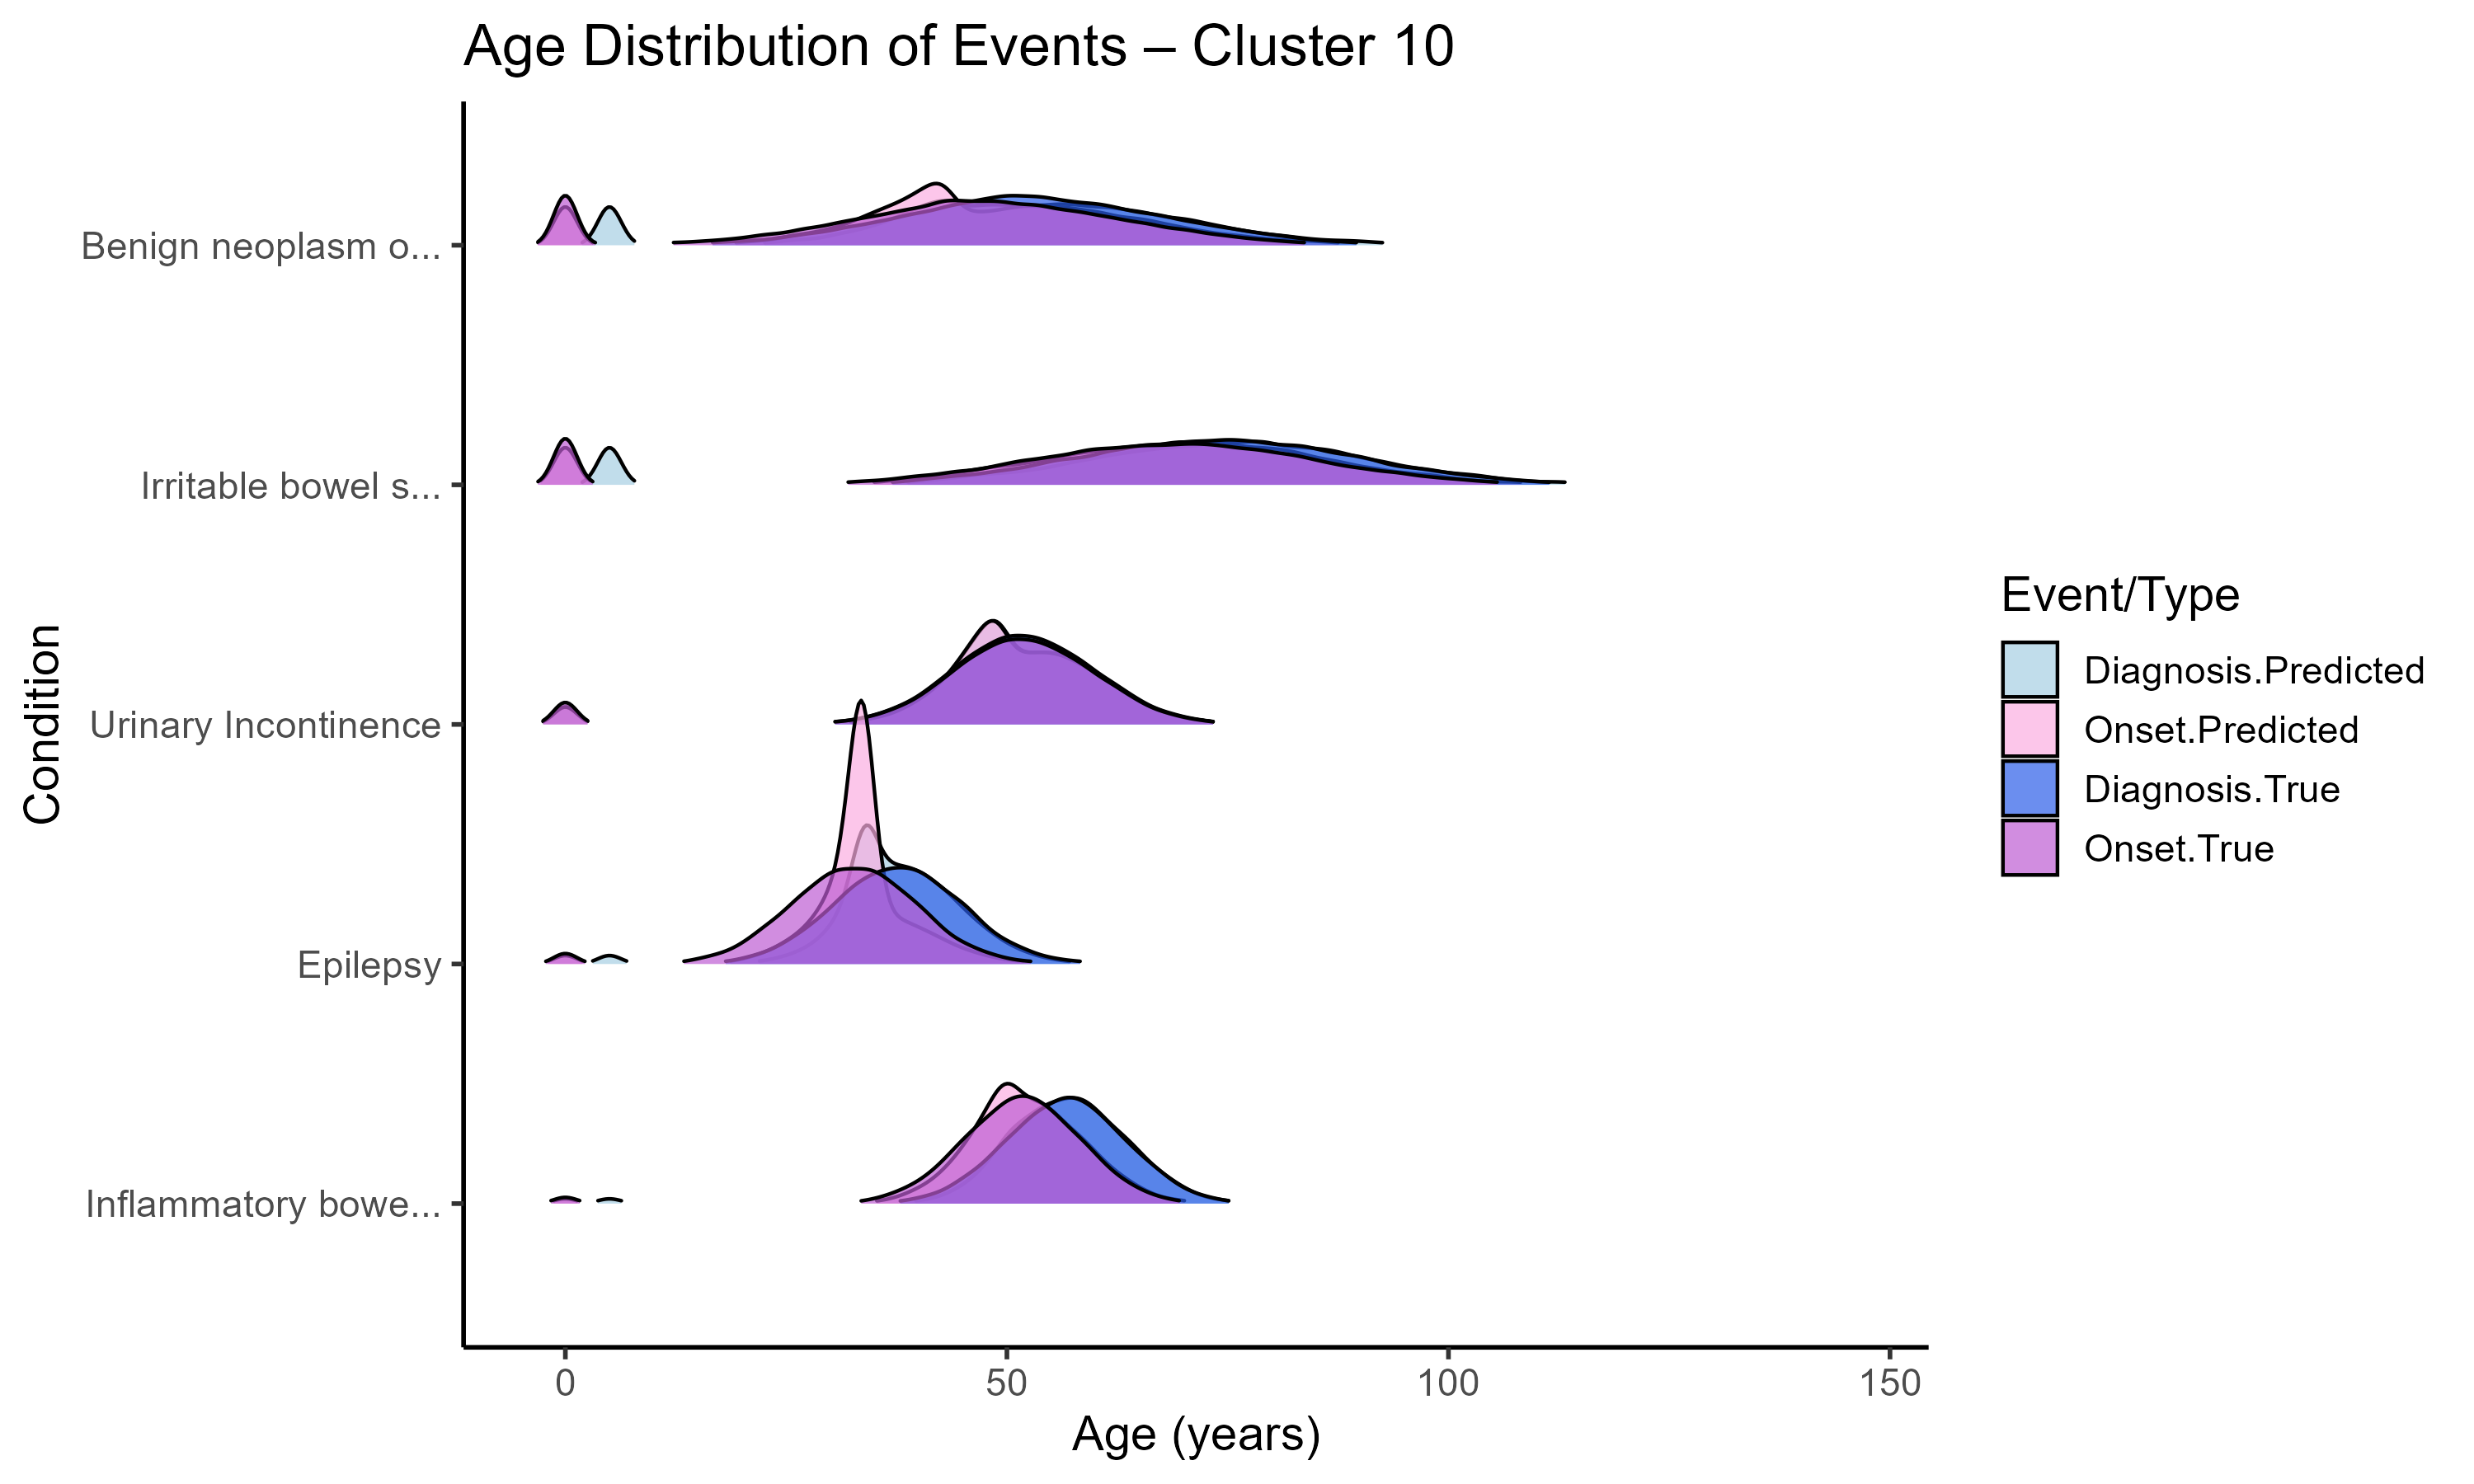 Age Distribution of Events – Cluster 10
Condition
Benign neoplasm o...
Irritable bowel s...
Urinary Incontinence
Epilepsy
Inflammatory bowe...
0
50
100
150
Age (years)
Event/Type
Diagnosis.Predicted
Onset.Predicted
Diagnosis.True
Onset.True